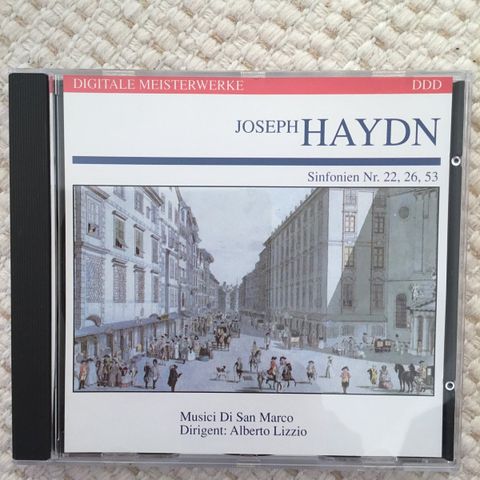 DIGITALE MEISTERWERKE DDD
JOSEPH HAYDN
Sinfonien Nr. 22, 26, 53
Musici Di San Marco
Dirigent: Alberto Lizzio